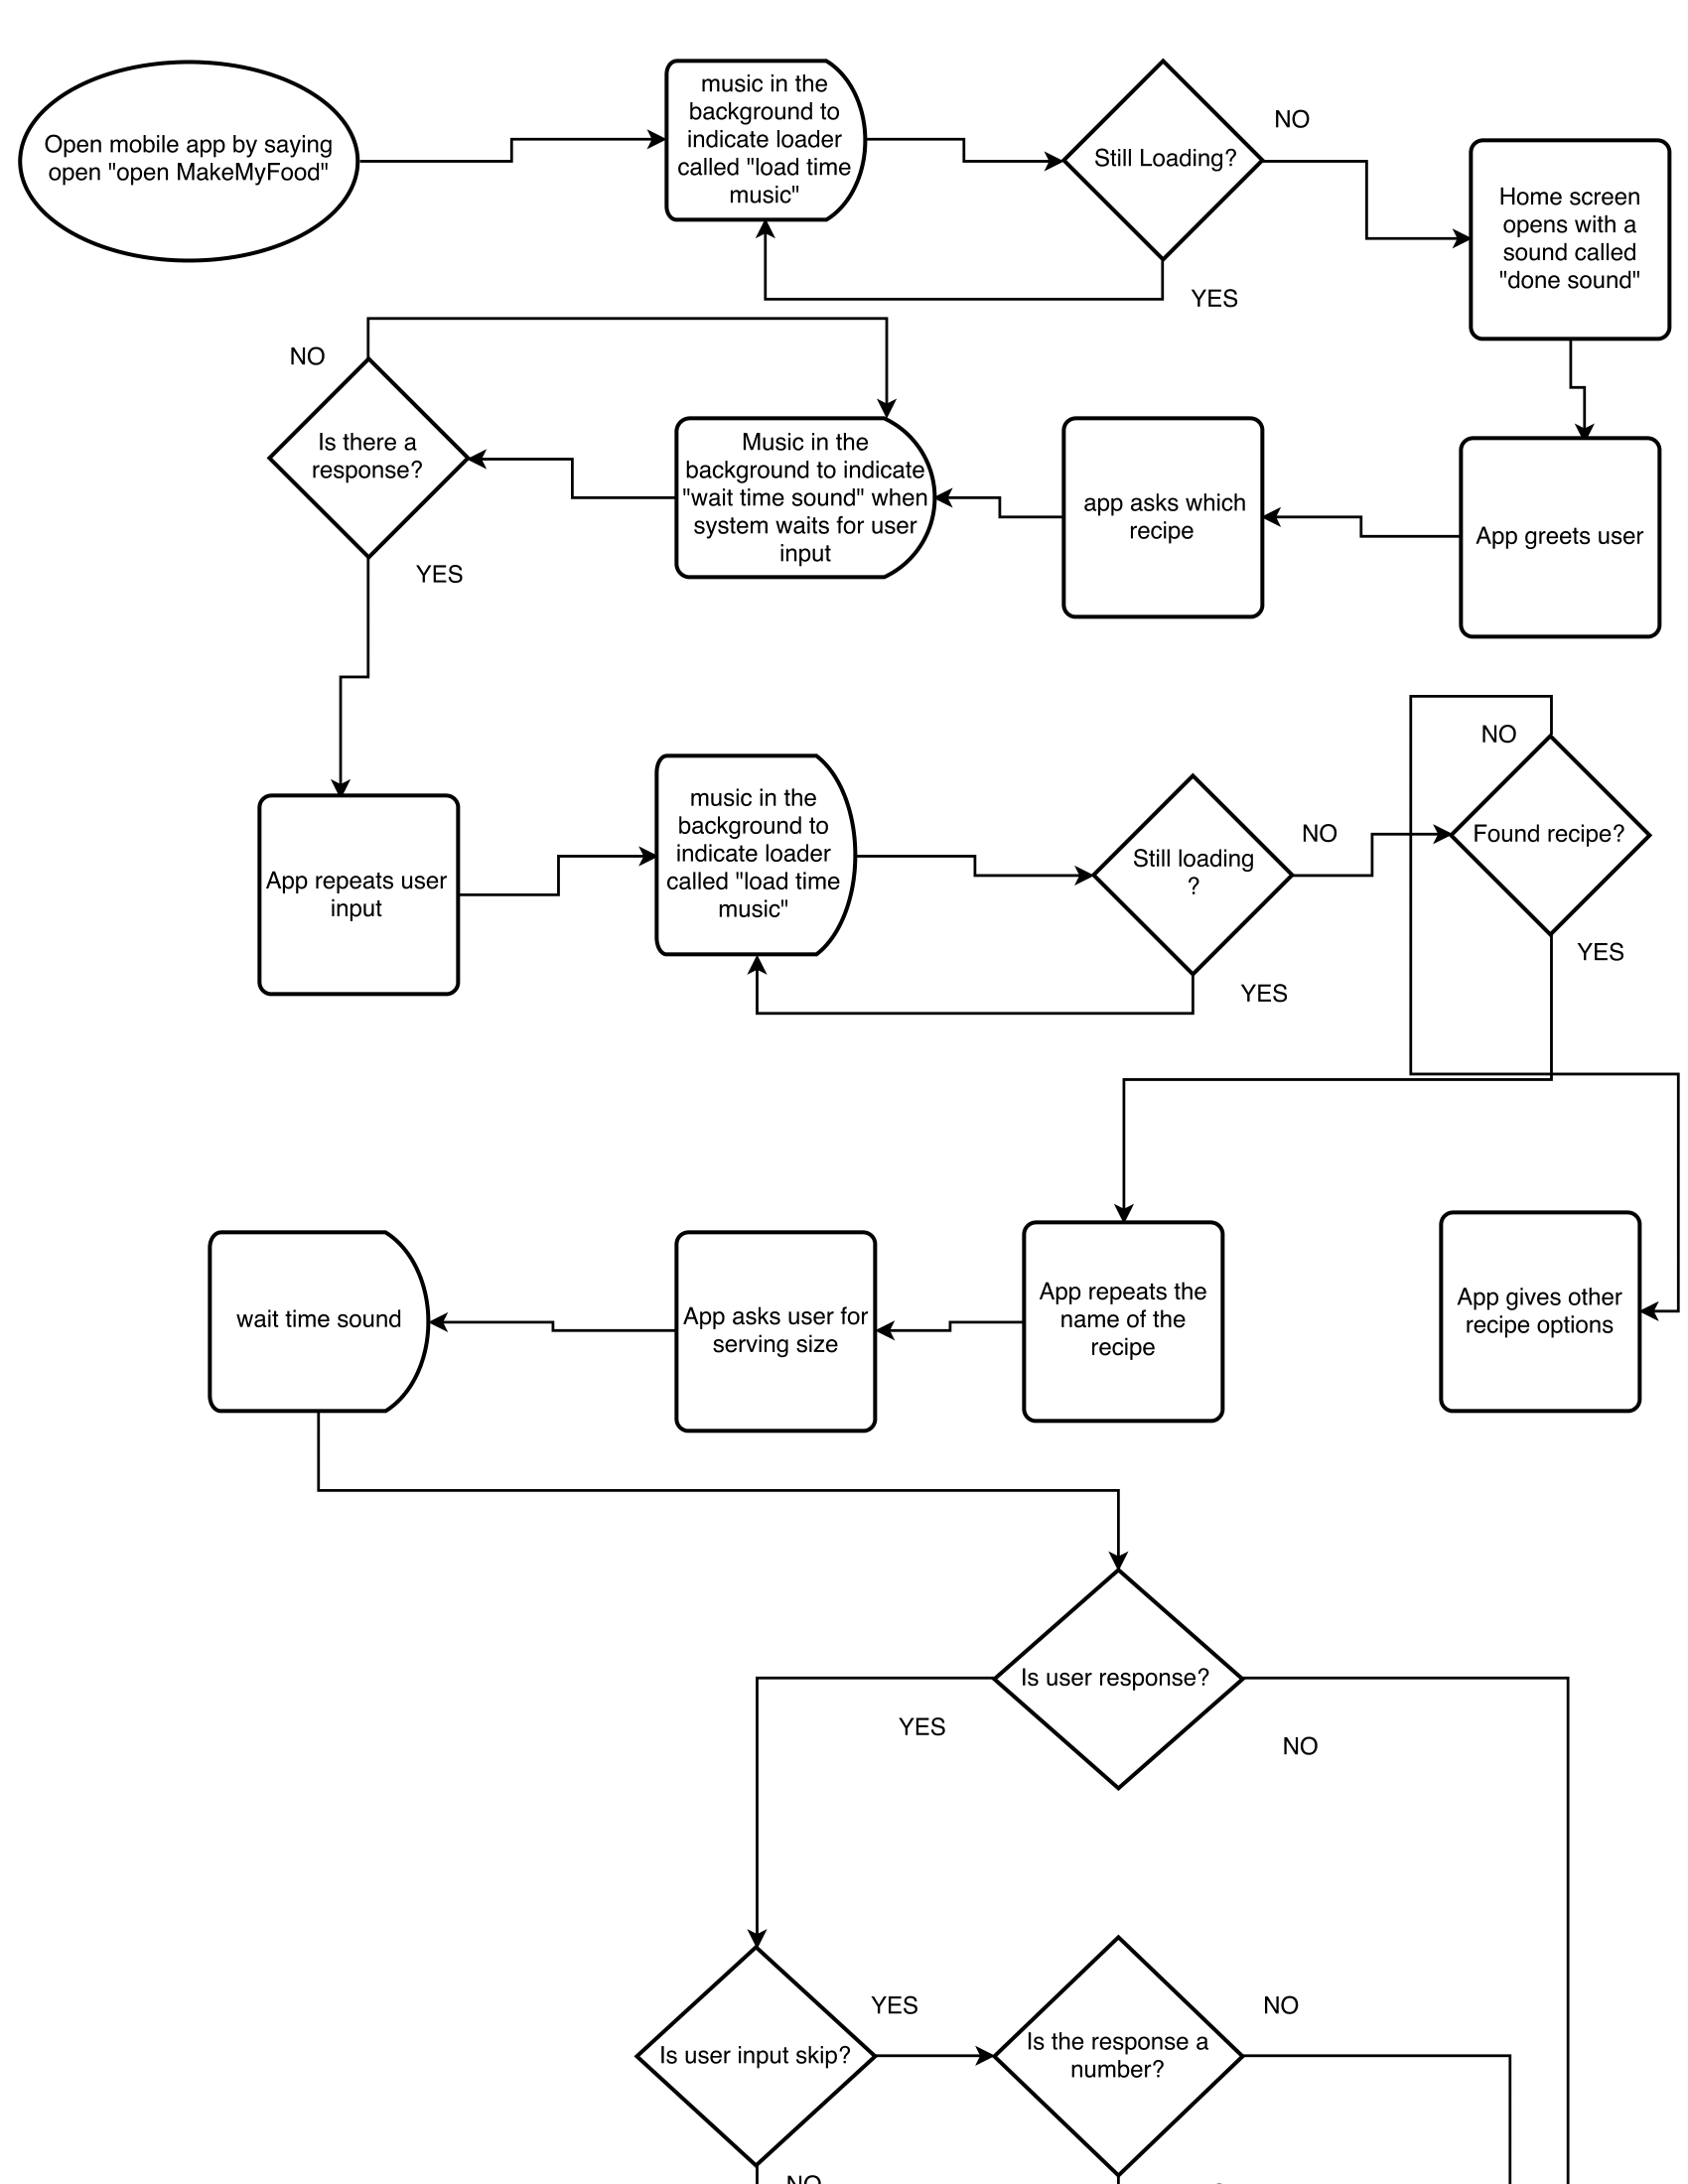 Open mobile app by saying
open "open MakeMyFood"
music in the
background to
indicate loader
called "load time
music"
Still Loading?
NO
YES
Home screen
opens with a
sound called
"done sound"
App greets user
app asks which
recipe
Music in the
background to indicate
"wait time sound" when
system waits for user
input
Is there a
response?
NO
YES
App repeats user
input
music in the
background to
indicate loader
called "load time
music"
Still loading
?
NO
YES
Found recipe?
NO
YES
App gives other
recipe options
App repeats the
name of the
recipe
App asks user for
serving size
wait time sound
Is user response?
YES
NO
Is user input skip?
YES
NO
Is the response a
number?
NO